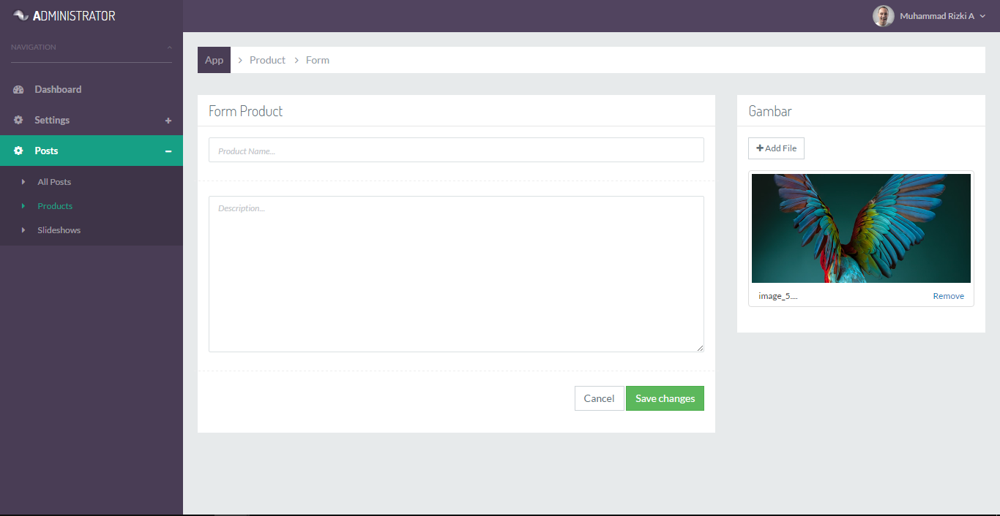 ADMINISTRATOR
Muhammad Rizki A
NAVIGATION
Dashboard
Settings
Posts
All Posts
Products
Slideshows
App > Product > Form
Form Product
Product Name...
Description...
Cancel Save changes
Gambar
+ Add File
image_5.... Remove